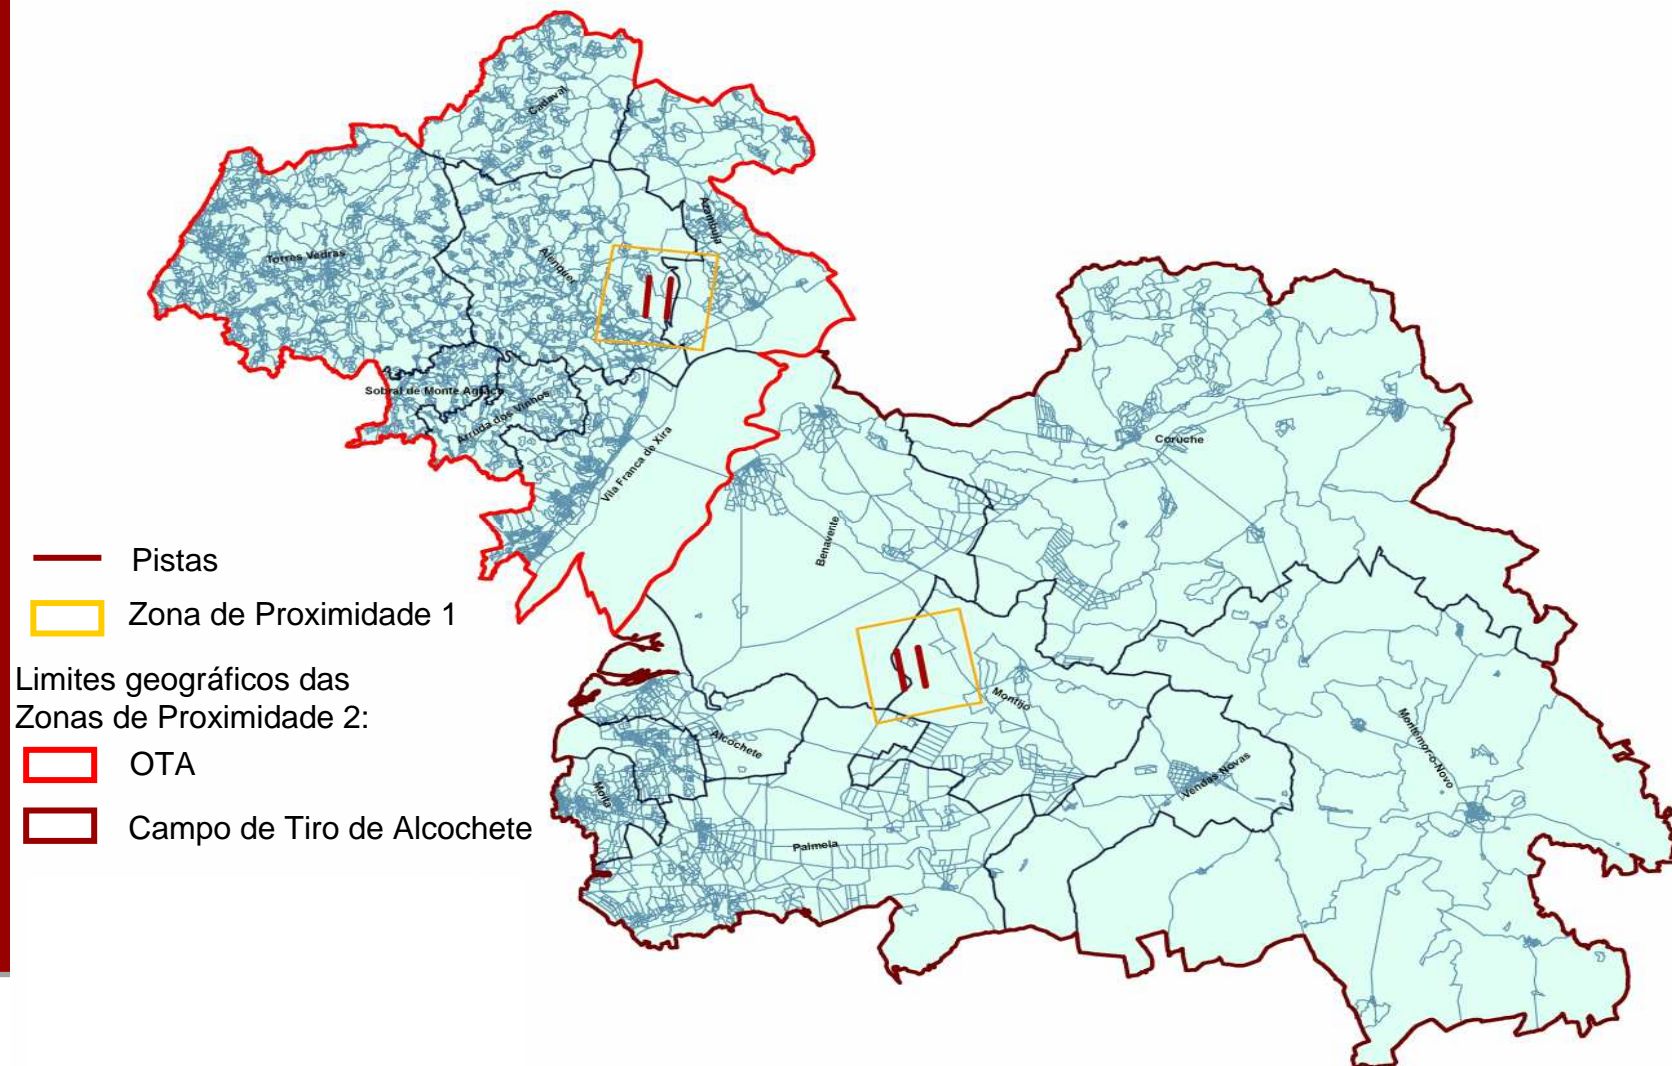 Cadaval
Azambuja
Torres Vedras
Alenquer
Sobral de Monte Agraço
Arruda dos Vinhos
Vila Franca de Xira
Coruche
Benavente
Pistas
Zona de Proximidade 1
Limites geográficos das
Zonas de Proximidade 2:
OTA
Campo de Tiro de Alcochete
Montijo
Alcochete
Montemor-o-Novo
Vendas Novas
Moita
Palmela